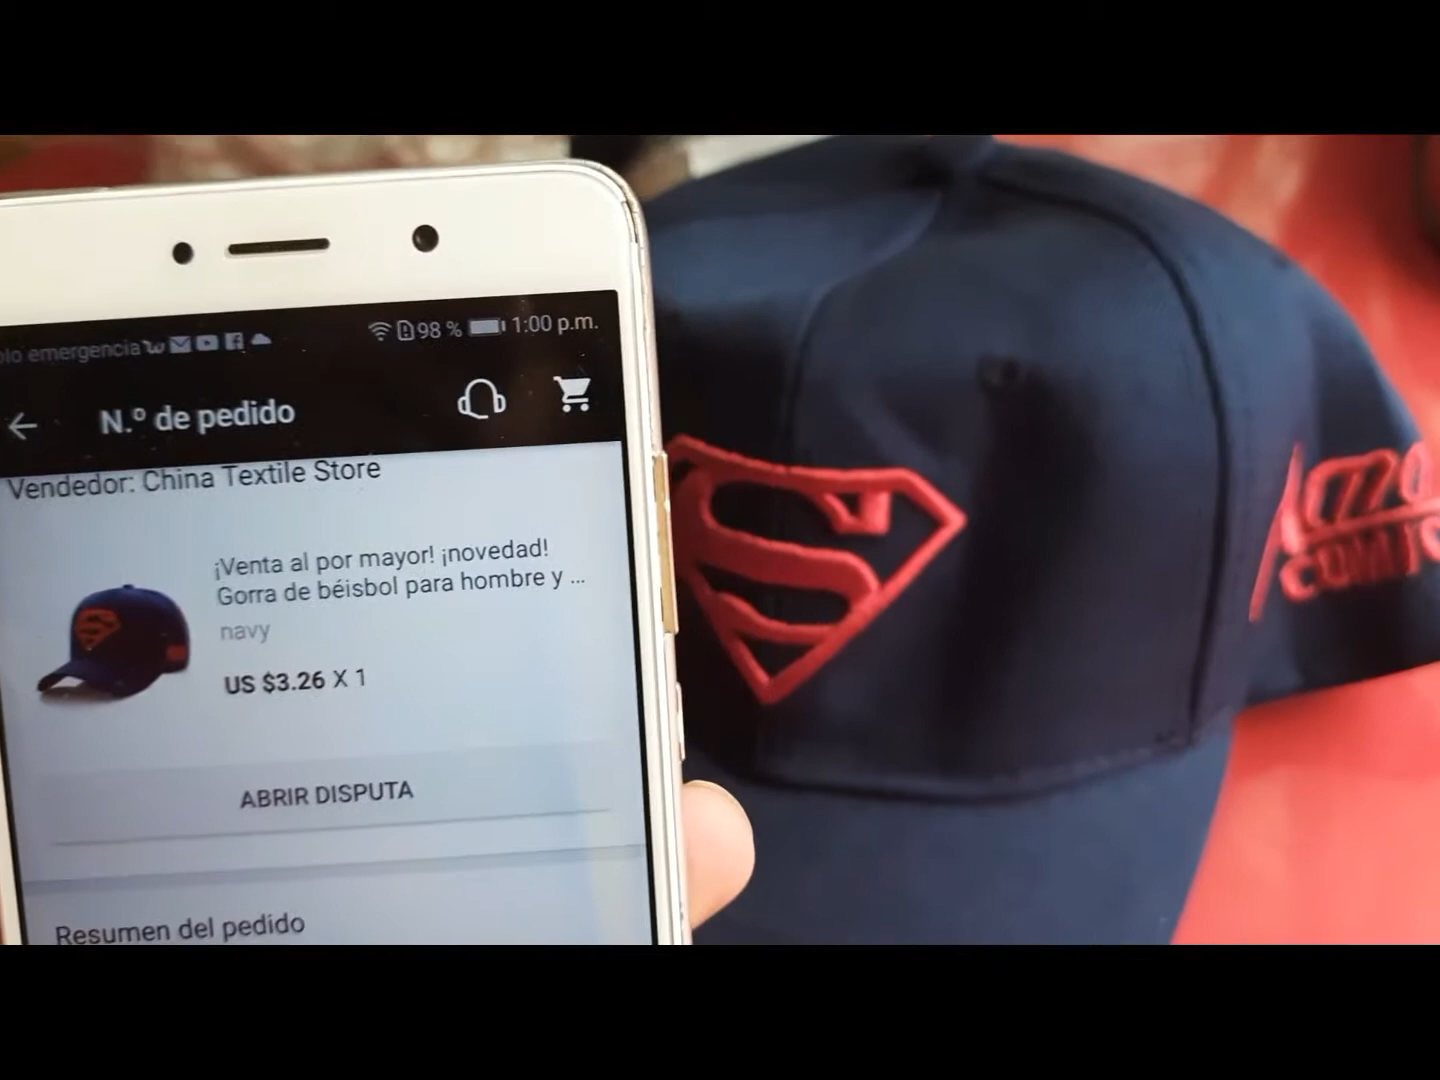 emergencia
98 %
1:00 p.m.
N.º de pedido
Vendedor: China Textile Store
¡Venta al por mayor! ¡novedad!
Gorra de béisbol para hombre y ...
navy
US $3.26 X 1
ABRIR DISPUTA
Resumen del pedido
S